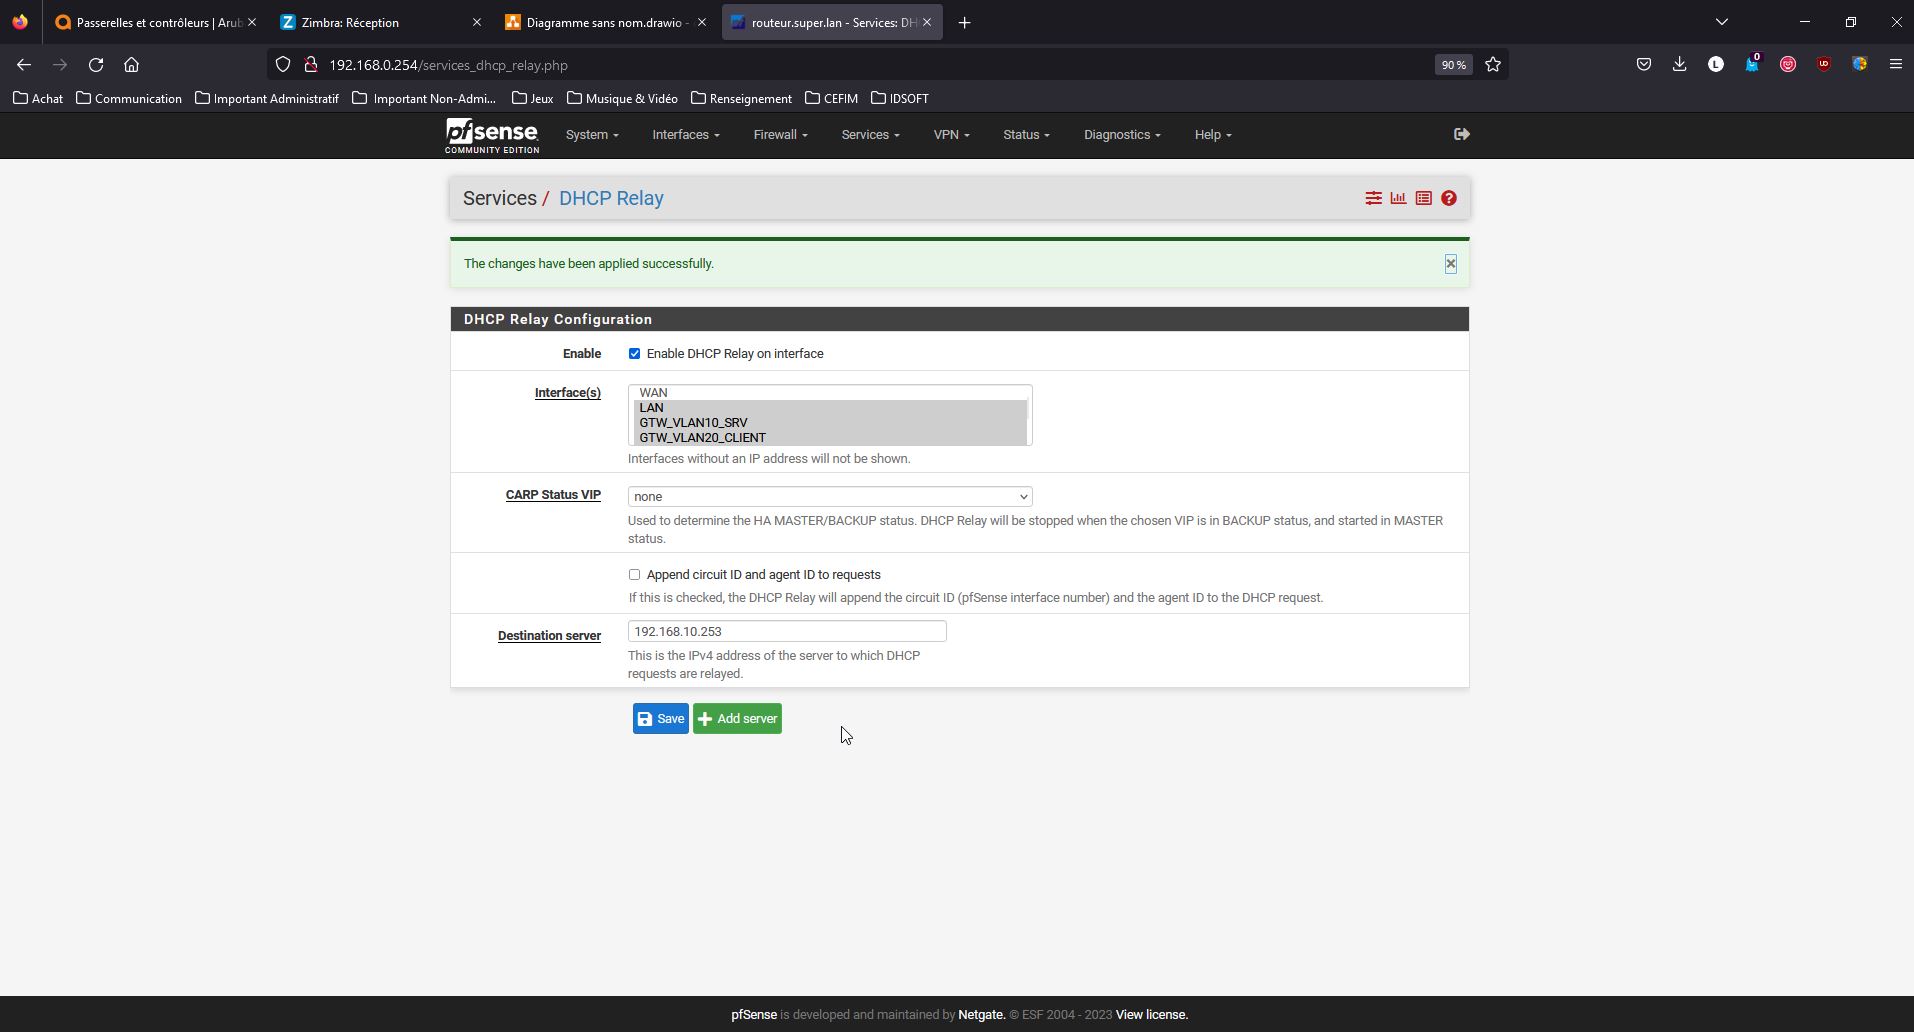 Passerelles et contrôleurs | Arub
Zimbra: Réception
Diagramme sans nom.drawio -
routeur.super.lan - Services: DH
192.168.0.254/services_dhcp_relay.php
90 %
0
Achat
Communication
Important Administratif
Important Non-Admi...
Jeux
Musique & Vidéo
Renseignement
CEFIM
IDSOFT
pfsense
COMMUNITY EDITION
System
Interfaces
Firewall
Services
VPN
Status
Diagnostics
Help
Services / DHCP Relay
The changes have been applied successfully.
DHCP Relay Configuration
Enable
Enable DHCP Relay on interface
Interface(s)
WAN
LAN
GTW_VLAN10_SRV
GTW_VLAN20_CLIENT
Interfaces without an IP address will not be shown.
CARP Status VIP
none
Used to determine the HA MASTER/BACKUP status. DHCP Relay will be stopped when the chosen VIP is in BACKUP status, and started in MASTER
status.
Append circuit ID and agent ID to requests
If this is checked, the DHCP Relay will append the circuit ID (pfSense interface number) and the agent ID to the DHCP request.
Destination server
192.168.10.253
This is the IPv4 address of the server to which DHCP
requests are relayed.
Save
Add server
pfSense is developed and maintained by Netgate. © ESF 2004 - 2023 View license.